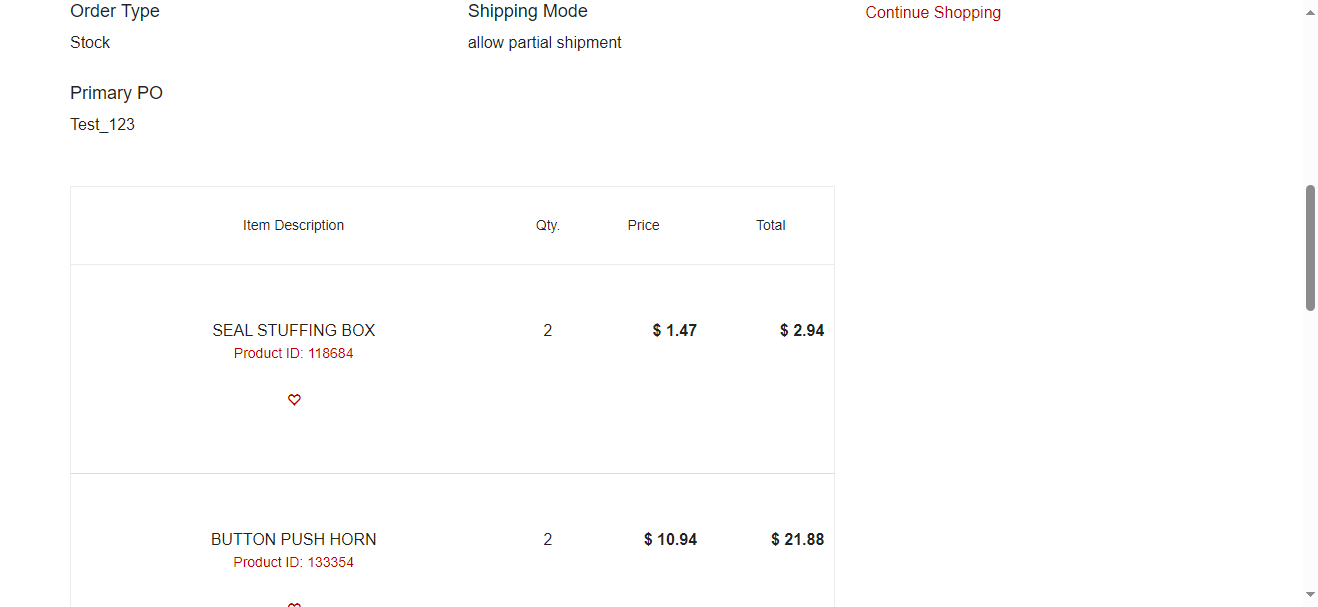 Order Type
Shipping Mode
Continue Shopping
Stock
allow partial shipment
Primary PO
Test_123
Item Description Qty. Price Total
SEAL STUFFING BOX 2 $ 1.47 $ 2.94
Product ID: 118684
BUTTON PUSH HORN 2 $ 10.94 $ 21.88
Product ID: 133354